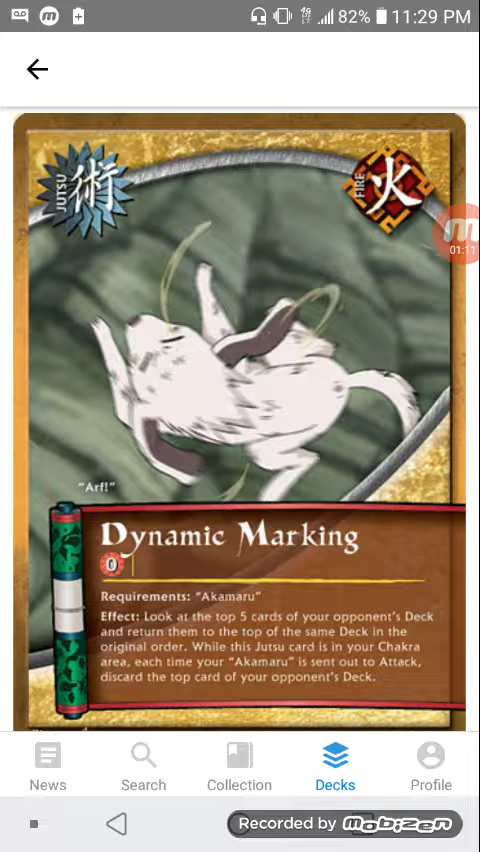 82% 11:29 PM
JUTSU 術
FIRE 火
01:11
"Arf!"
Dynamic Marking
0
Requirements: "Akamaru"
Effect: Look at the top 5 cards of your opponent's Deck
and return them to the top of the same Deck in the
original order. While this Jutsu card is in your Chakra
area, each time your "Akamaru" is sent out to Attack,
discard the top card of your opponent's Deck.
News Search Collection Decks Profile
Recorded by Mobizen